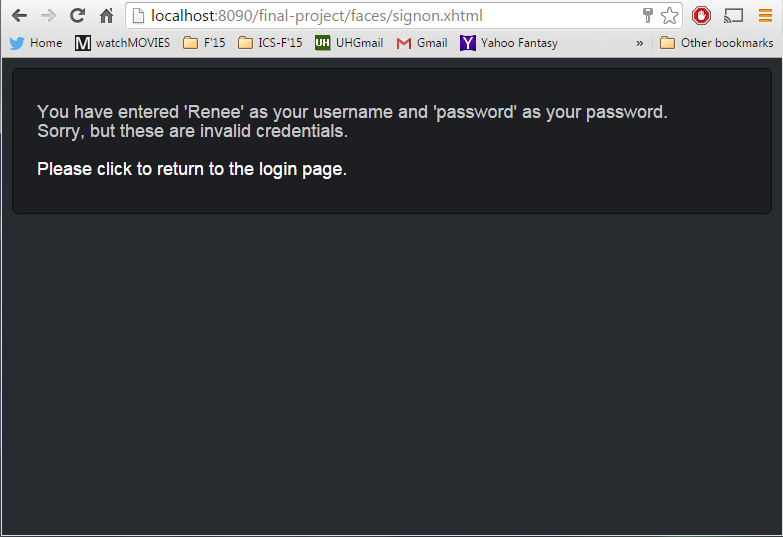 localhost:8090/final-project/faces/signon.xhtml
Home M watchMOVIES F'15 ICS-F'15 UH UHGmail Gmail Y Yahoo Fantasy » Other bookmarks
You have entered 'Renee' as your username and 'password' as your password.
Sorry, but these are invalid credentials.
Please click to return to the login page.